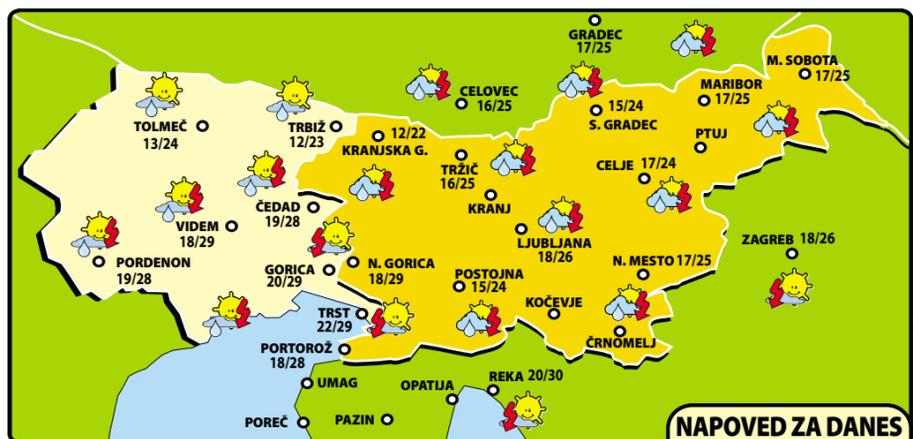 GRADEC
17/25
M. SOBOTA
17/25
CELOVEC
16/25
MARIBOR
17/25
15/24
S. GRADEC
TOLMEČ
13/24
TRBIŽ
12/23
12/22
KRANJSKA G.
PTUJ
TRŽIČ
16/25
CELJE 17/24
KRANJ
ČEDAD
19/28
VIDEM
18/29
LJUBLJANA
18/26
ZAGREB 18/26
PORDENON
19/28
GORICA
20/29
N. GORICA
18/29
N. MESTO 17/25
POSTOJNA
15/24
KOČEVJE
TRST
22/29
ČRNOMELJ
PORTOROŽ
18/28
UMAG
OPATIJA
REKA 20/30
POREČ
PAZIN
NAPOVED ZA DANES